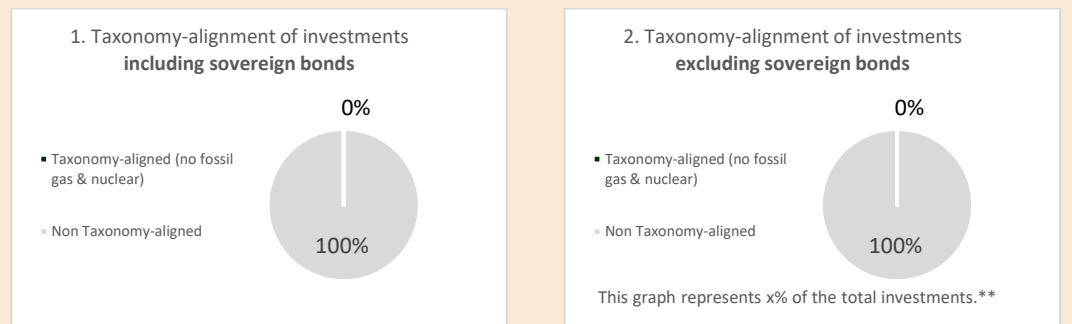 1. Taxonomy-alignment of investments
including sovereign bonds
0%
Taxonomy-aligned (no fossil
gas & nuclear)
Non Taxonomy-aligned
100%
2. Taxonomy-alignment of investments
excluding sovereign bonds
0%
Taxonomy-aligned (no fossil
gas & nuclear)
Non Taxonomy-aligned
100%
This graph represents x% of the total investments.**